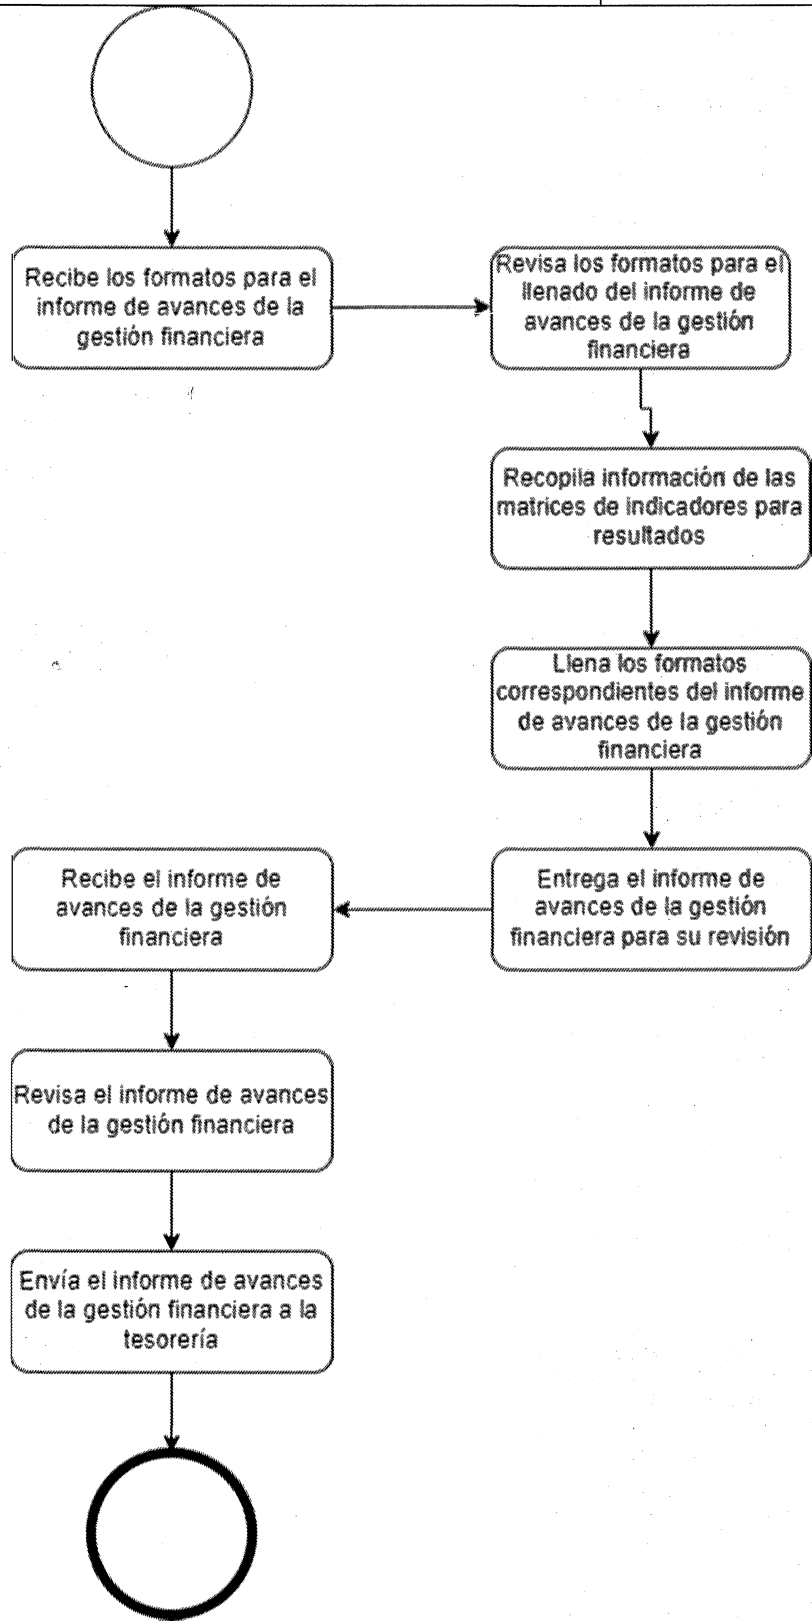 Recibe los formatos para el
informe de avances de la
gestión financiera
Revisa los formatos para el
llenado del informe de
avances de la gestión
financiera
Recopila información de las
matrices de indicadores para
resultados
Llena los formatos
correspondientes del informe
de avances de la gestión
financiera
Entrega el informe de
avances de la gestión
financiera para su revisión
Recibe el informe de
avances de la gestión
financiera
Revisa el informe de avances
de la gestión financiera
Envía el informe de avances
de la gestión financiera a la
tesorería